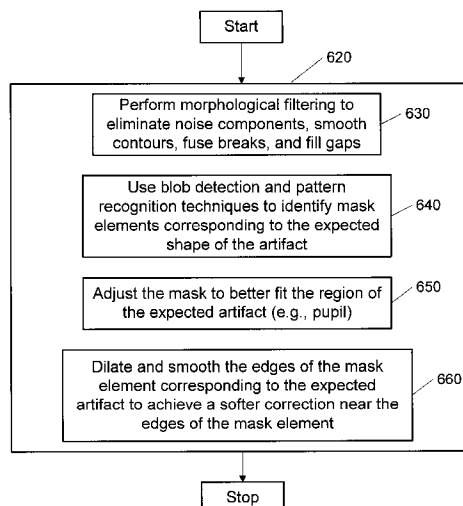 Start
620
Perform morphological filtering to
eliminate noise components, smooth
contours, fuse breaks, and fill gaps
630
Use blob detection and pattern
recognition techniques to identify mask
elements corresponding to the expected
shape of the artifact
640
Adjust the mask to better fit the region of
the expected artifact (e.g., pupil)
650
Dilate and smooth the edges of the mask
element corresponding to the expected
artifact to achieve a softer correction near the
edges of the mask element
660
Stop